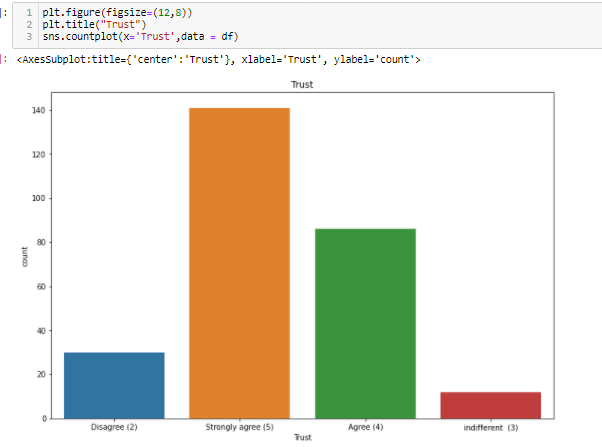 ]:
1 plt.figure(figsize=(12,8))
2 plt.title("Trust")
3 sns.countplot(x='Trust',data = df)
]: <AxesSubplot:title={'center':'Trust'}, xlabel='Trust', ylabel='count'>
Trust
140
120
100
80
60
40
20
0
count
Disagree (2) Strongly agree (5) Agree (4) indifferent (3)
Trust